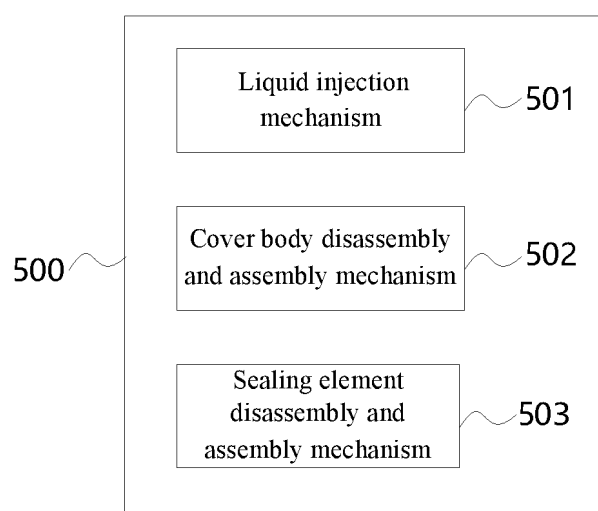 Liquid injection
mechanism
501
Cover body disassembly
and assembly mechanism
502
500
Sealing element
disassembly and
assembly mechanism
503